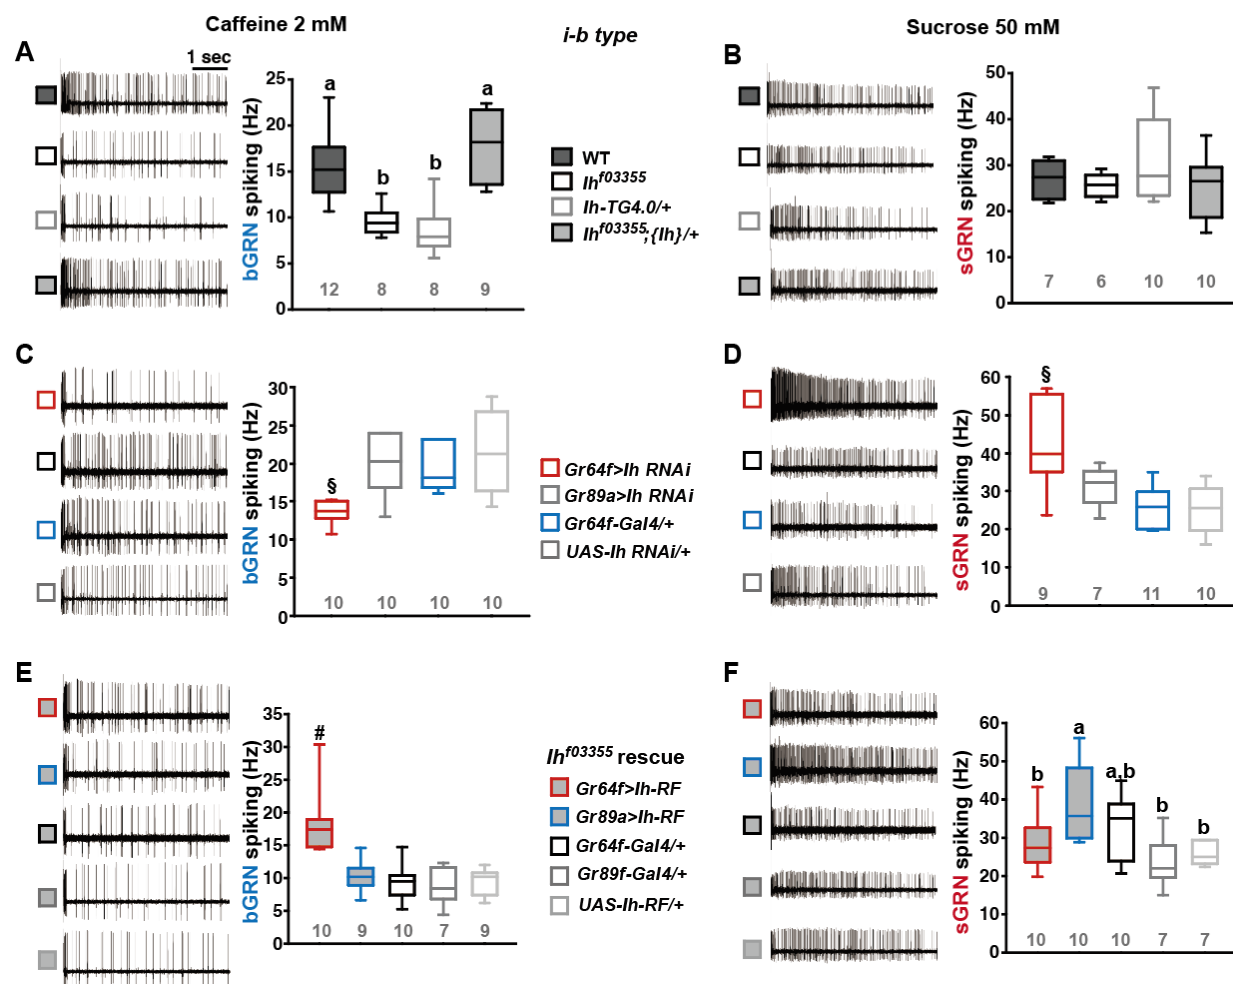 Caffeine 2 mM
i-b type
Sucrose 50 mM
A
1 sec
bGRN spiking (Hz)
25
20
15
10
5
0
a
b
b
a
12
8
8
9
WT
Ih^f03355
Ih-TG4.0/+
Ih^f03355;{Ih}/+
B
sGRN spiking (Hz)
50
40
30
20
10
0
7
6
10
10
C
bGRN spiking (Hz)
30
25
20
15
10
5
0
§
10
10
10
10
Gr64f>Ih RNAi
Gr89a>Ih RNAi
Gr64f-Gal4/+
UAS-Ih RNAi/+
D
sGRN spiking (Hz)
60
50
40
30
20
10
0
§
9
7
11
10
E
bGRN spiking (Hz)
35
30
25
20
15
10
5
0
#
10
9
10
7
9
Ih^f03355 rescue
Gr64f>Ih-RF
Gr89a>Ih-RF
Gr64f-Gal4/+
Gr89f-Gal4/+
UAS-Ih-RF/+
F
sGRN spiking (Hz)
60
50
40
30
20
10
0
b
a
a,b
b
b
10
10
10
7
7